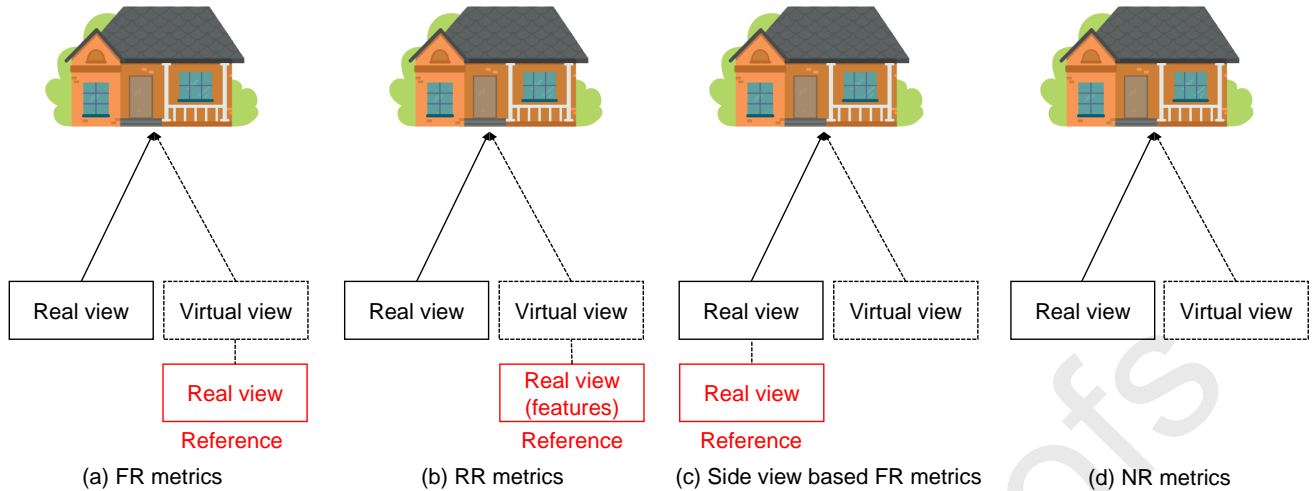 Real view
Virtual view
Real view
Reference
(a) FR metrics
Real view
Virtual view
Real view
(features)
Reference
(b) RR metrics
Real view
Virtual view
Real view
Reference
(c) Side view based FR metrics
Real view
Virtual view
(d) NR metrics